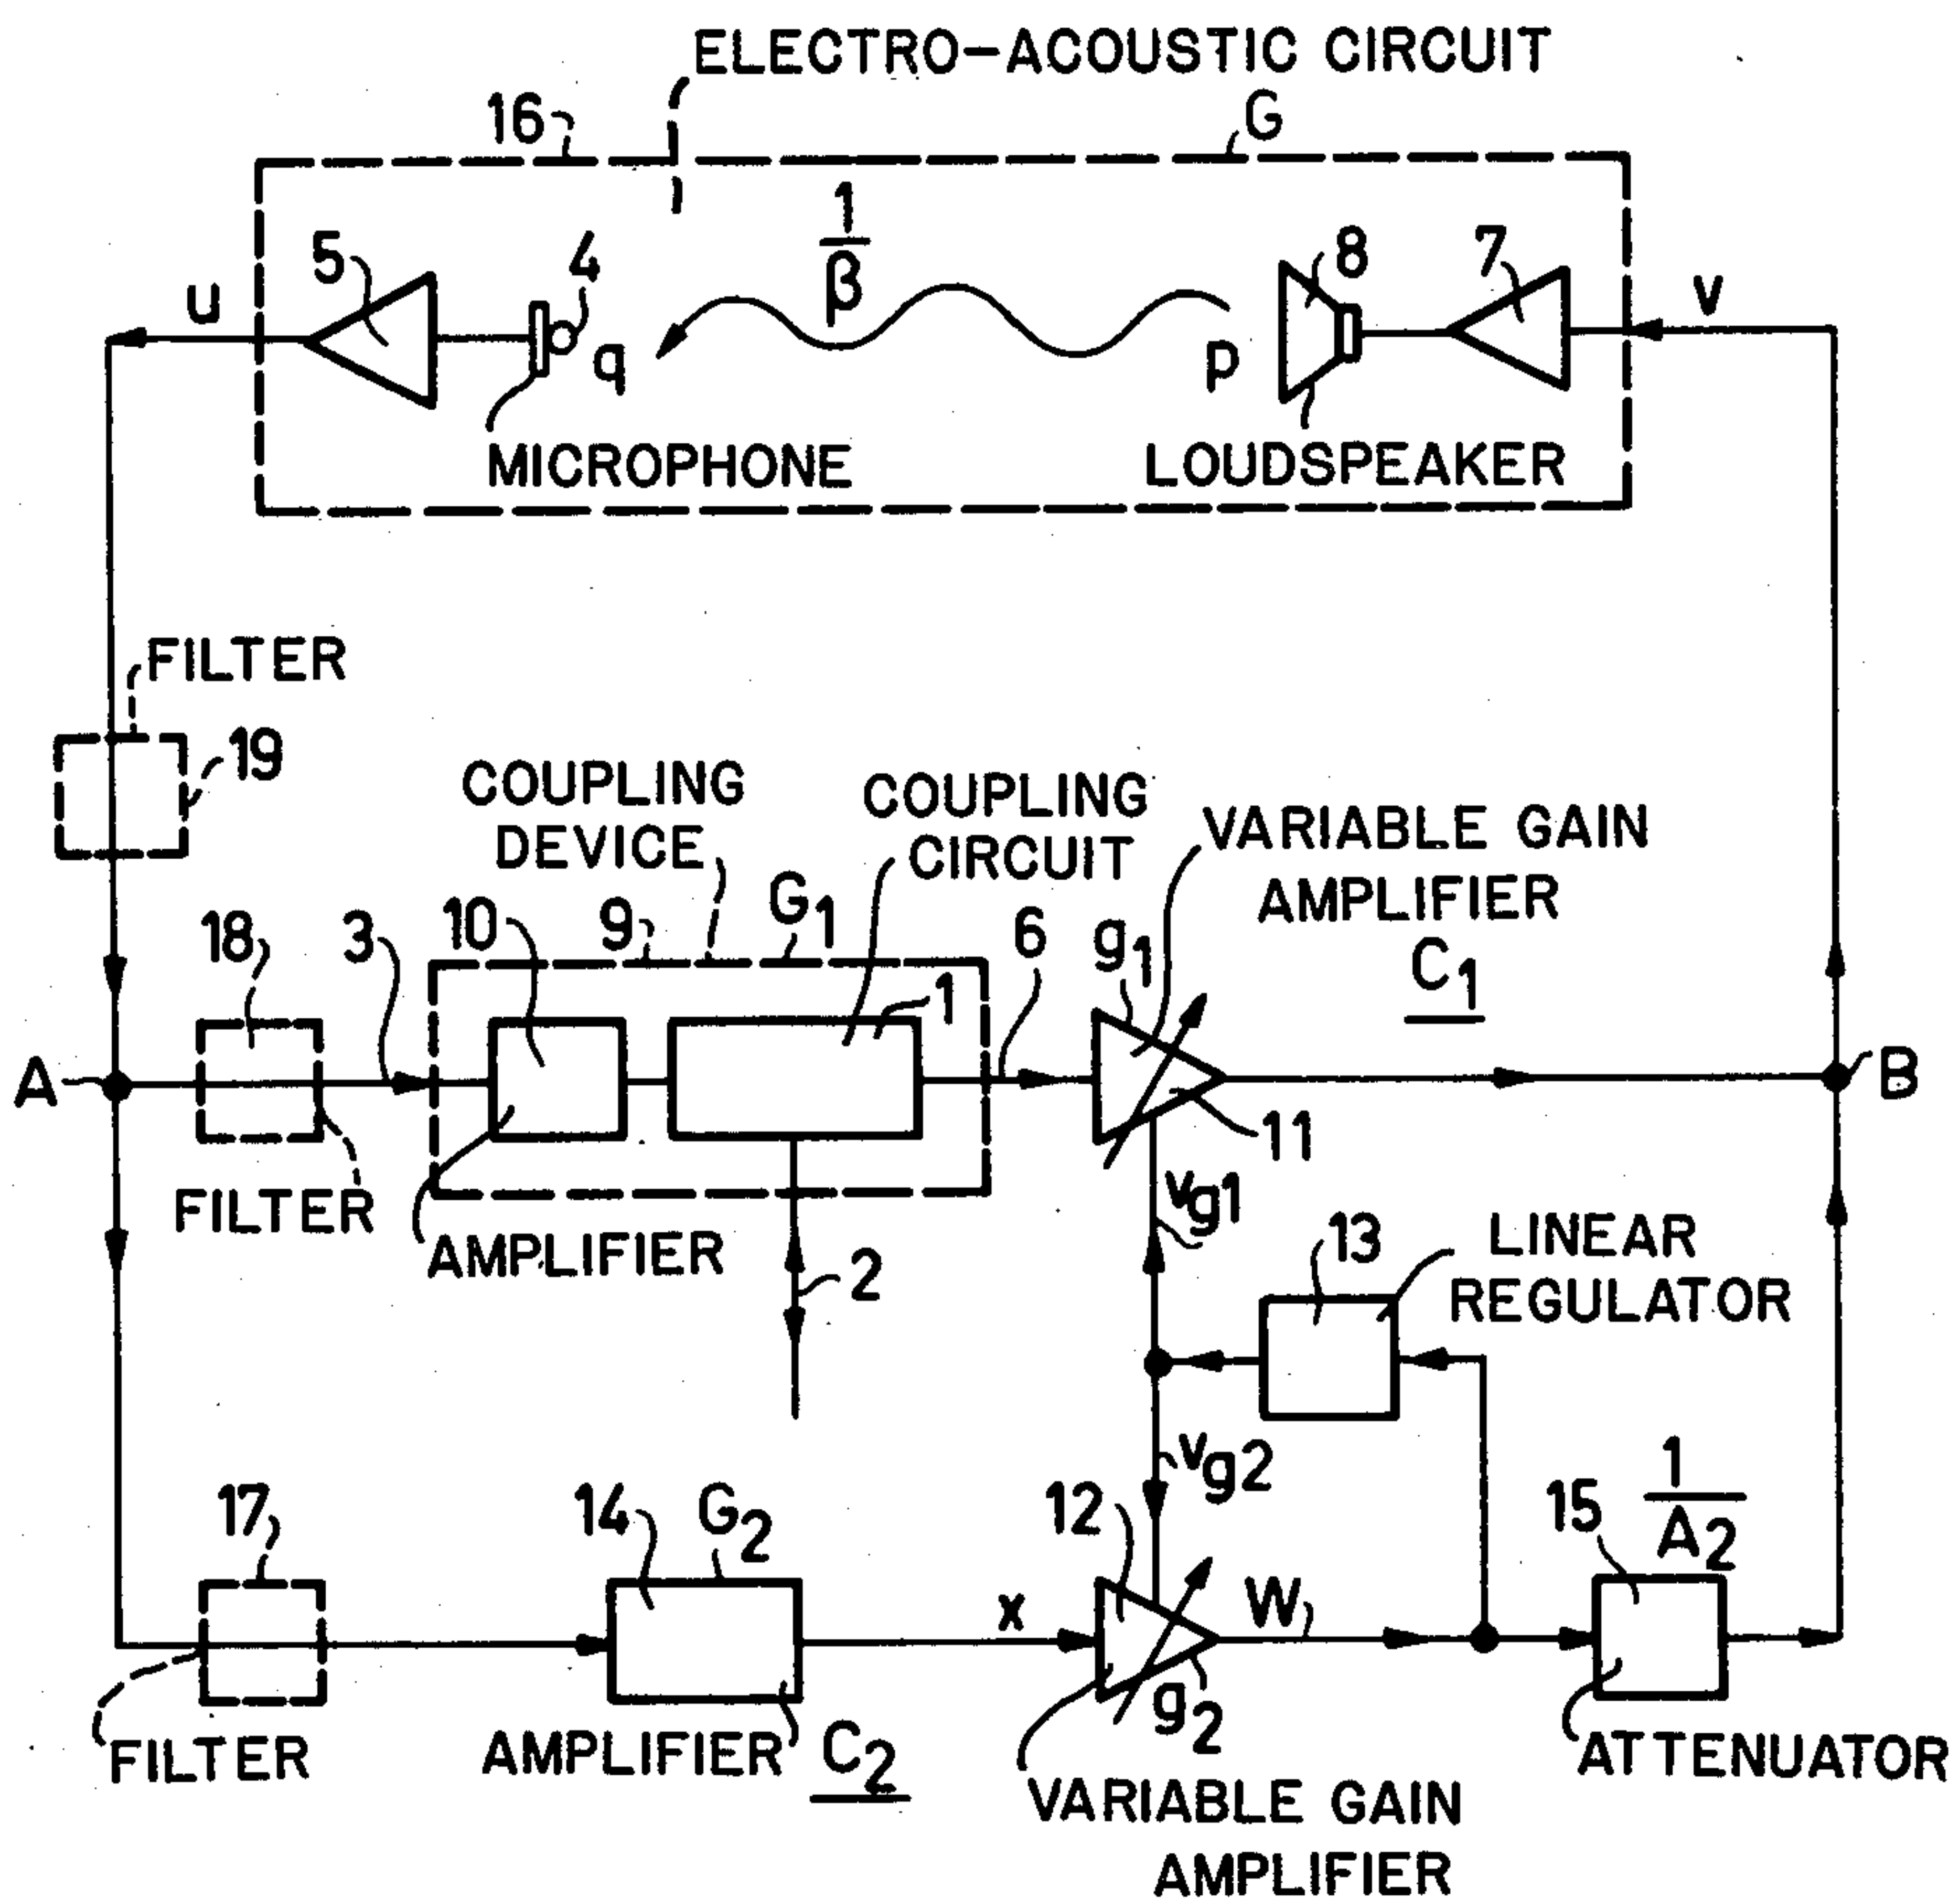 ELECTRO-ACOUSTIC CIRCUIT
16
G
1
β
5
4
8
7
u
v
q
p
MICROPHONE
LOUDSPEAKER
FILTER
19
COUPLING
DEVICE
COUPLING
CIRCUIT
VARIABLE GAIN
AMPLIFIER
18
3
10
9
G1
6
g1
C1
1
A
B
11
FILTER
AMPLIFIER
vg1
2
13
LINEAR
REGULATOR
vg2
17
14
G2
12
15
1
A2
x
W
g2
FILTER
AMPLIFIER
C2
ATTENUATOR
VARIABLE GAIN
AMPLIFIER